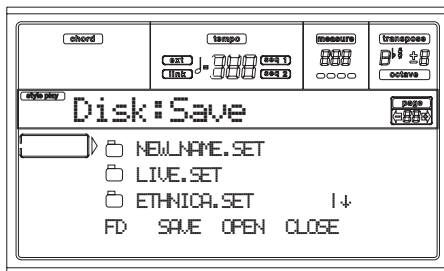 chord tempo measure transpose
ext seq 1
link seq 2
octave
style play
page
Disk:Save
NEW_NAME.SET
LIVE.SET
ETHNICA.SET
FD SAVE OPEN CLOSE